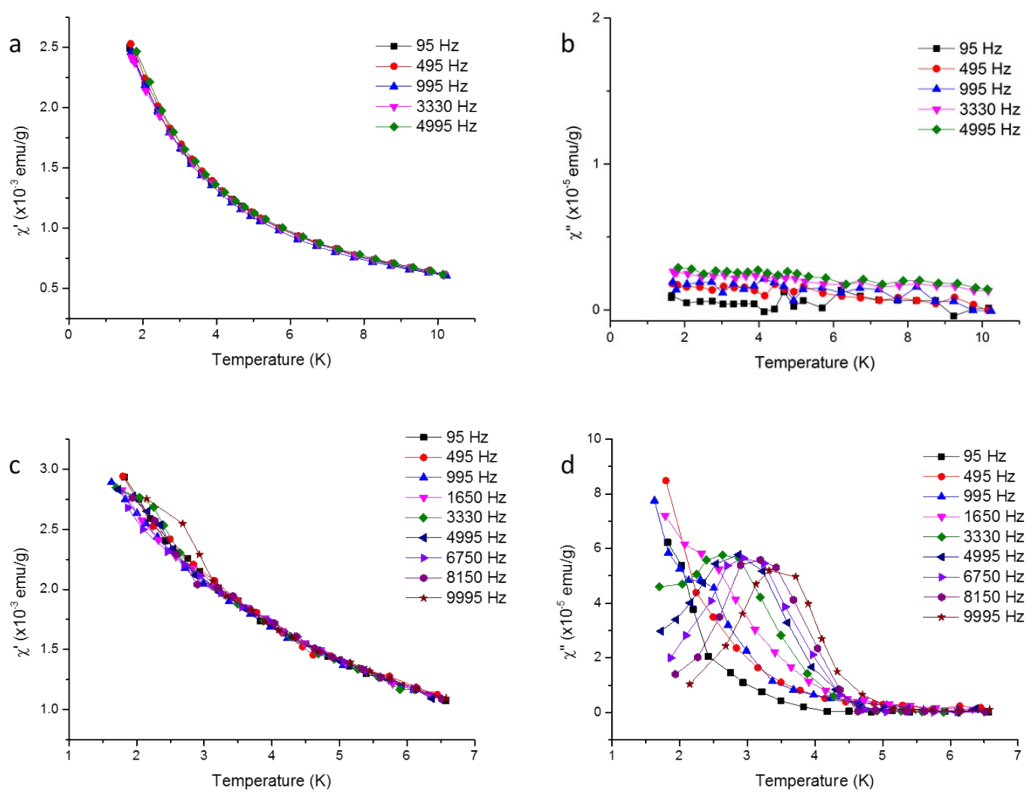 a
2.5
2.0
1.5
1.0
0.5
χ' (x10⁻³ emu/g)
2
4
6
8
10
Temperature (K)
95 Hz
495 Hz
995 Hz
3330 Hz
4995 Hz
b
2
1
0
χ" (x10⁻⁵ emu/g)
0
2
4
6
8
10
Temperature (K)
95 Hz
495 Hz
995 Hz
3330 Hz
4995 Hz
c
3.0
2.5
2.0
1.5
1.0
χ' (x10⁻³ emu/g)
1
2
3
4
5
6
7
Temperature (K)
95 Hz
495 Hz
995 Hz
1650 Hz
3330 Hz
4995 Hz
6750 Hz
8150 Hz
9995 Hz
d
10
8
6
4
2
0
χ" (x10⁻⁵ emu/g)
1
2
3
4
5
6
7
Temperature (K)
95 Hz
495 Hz
995 Hz
1650 Hz
3330 Hz
4995 Hz
6750 Hz
8150 Hz
9995 Hz